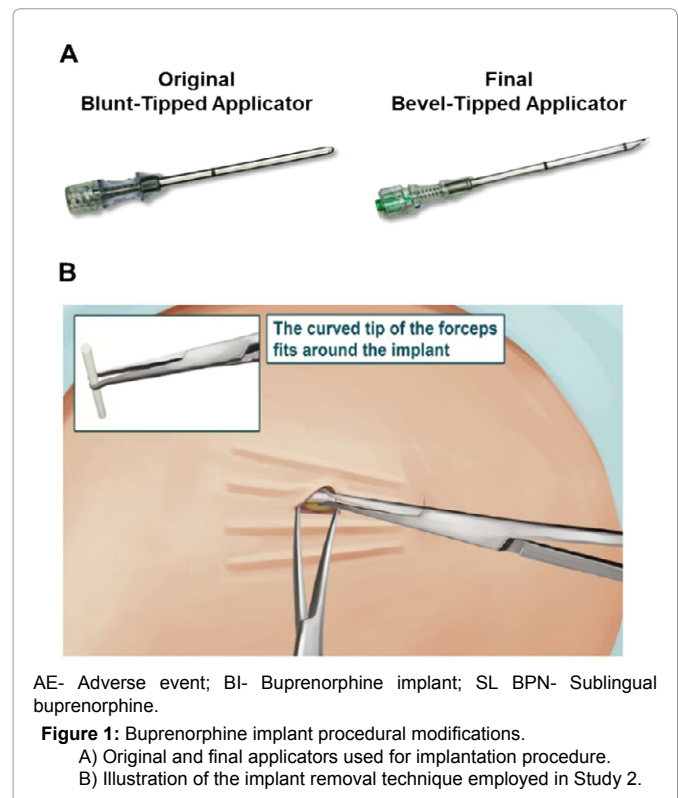 A
Original
Blunt-Tipped Applicator
Final
Bevel-Tipped Applicator
B
The curved tip of the forceps
fits around the implant
AE- Adverse event; BI- Buprenorphine implant; SL BPN- Sublingual
buprenorphine.
Figure 1: Buprenorphine implant procedural modifications.
A) Original and final applicators used for implantation procedure.
B) Illustration of the implant removal technique employed in Study 2.